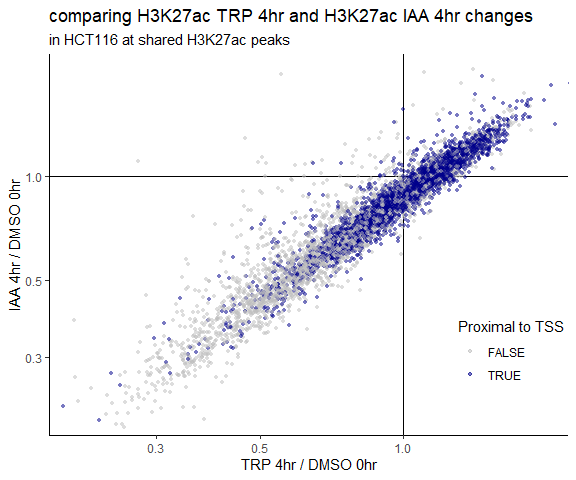 comparing H3K27ac TRP 4hr and H3K27ac IAA 4hr changes
in HCT116 at shared H3K27ac peaks
IAA 4hr / DMSO 0hr
1.0
0.5
0.3
Proximal to TSS
FALSE
TRUE
0.3 0.5 1.0
TRP 4hr / DMSO 0hr